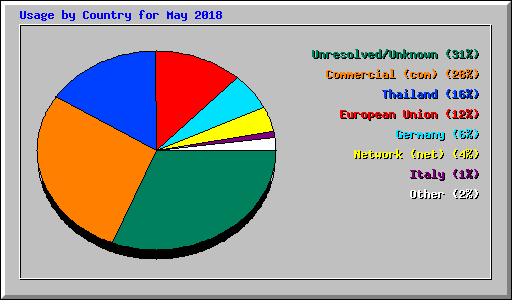 Usage by Country for May 2018
Unresolved/Unknown (31%)
Commercial (com) (28%)
Thailand (16%)
European Union (12%)
Germany (6%)
Network (net) (4%)
Italy (1%)
Other (2%)